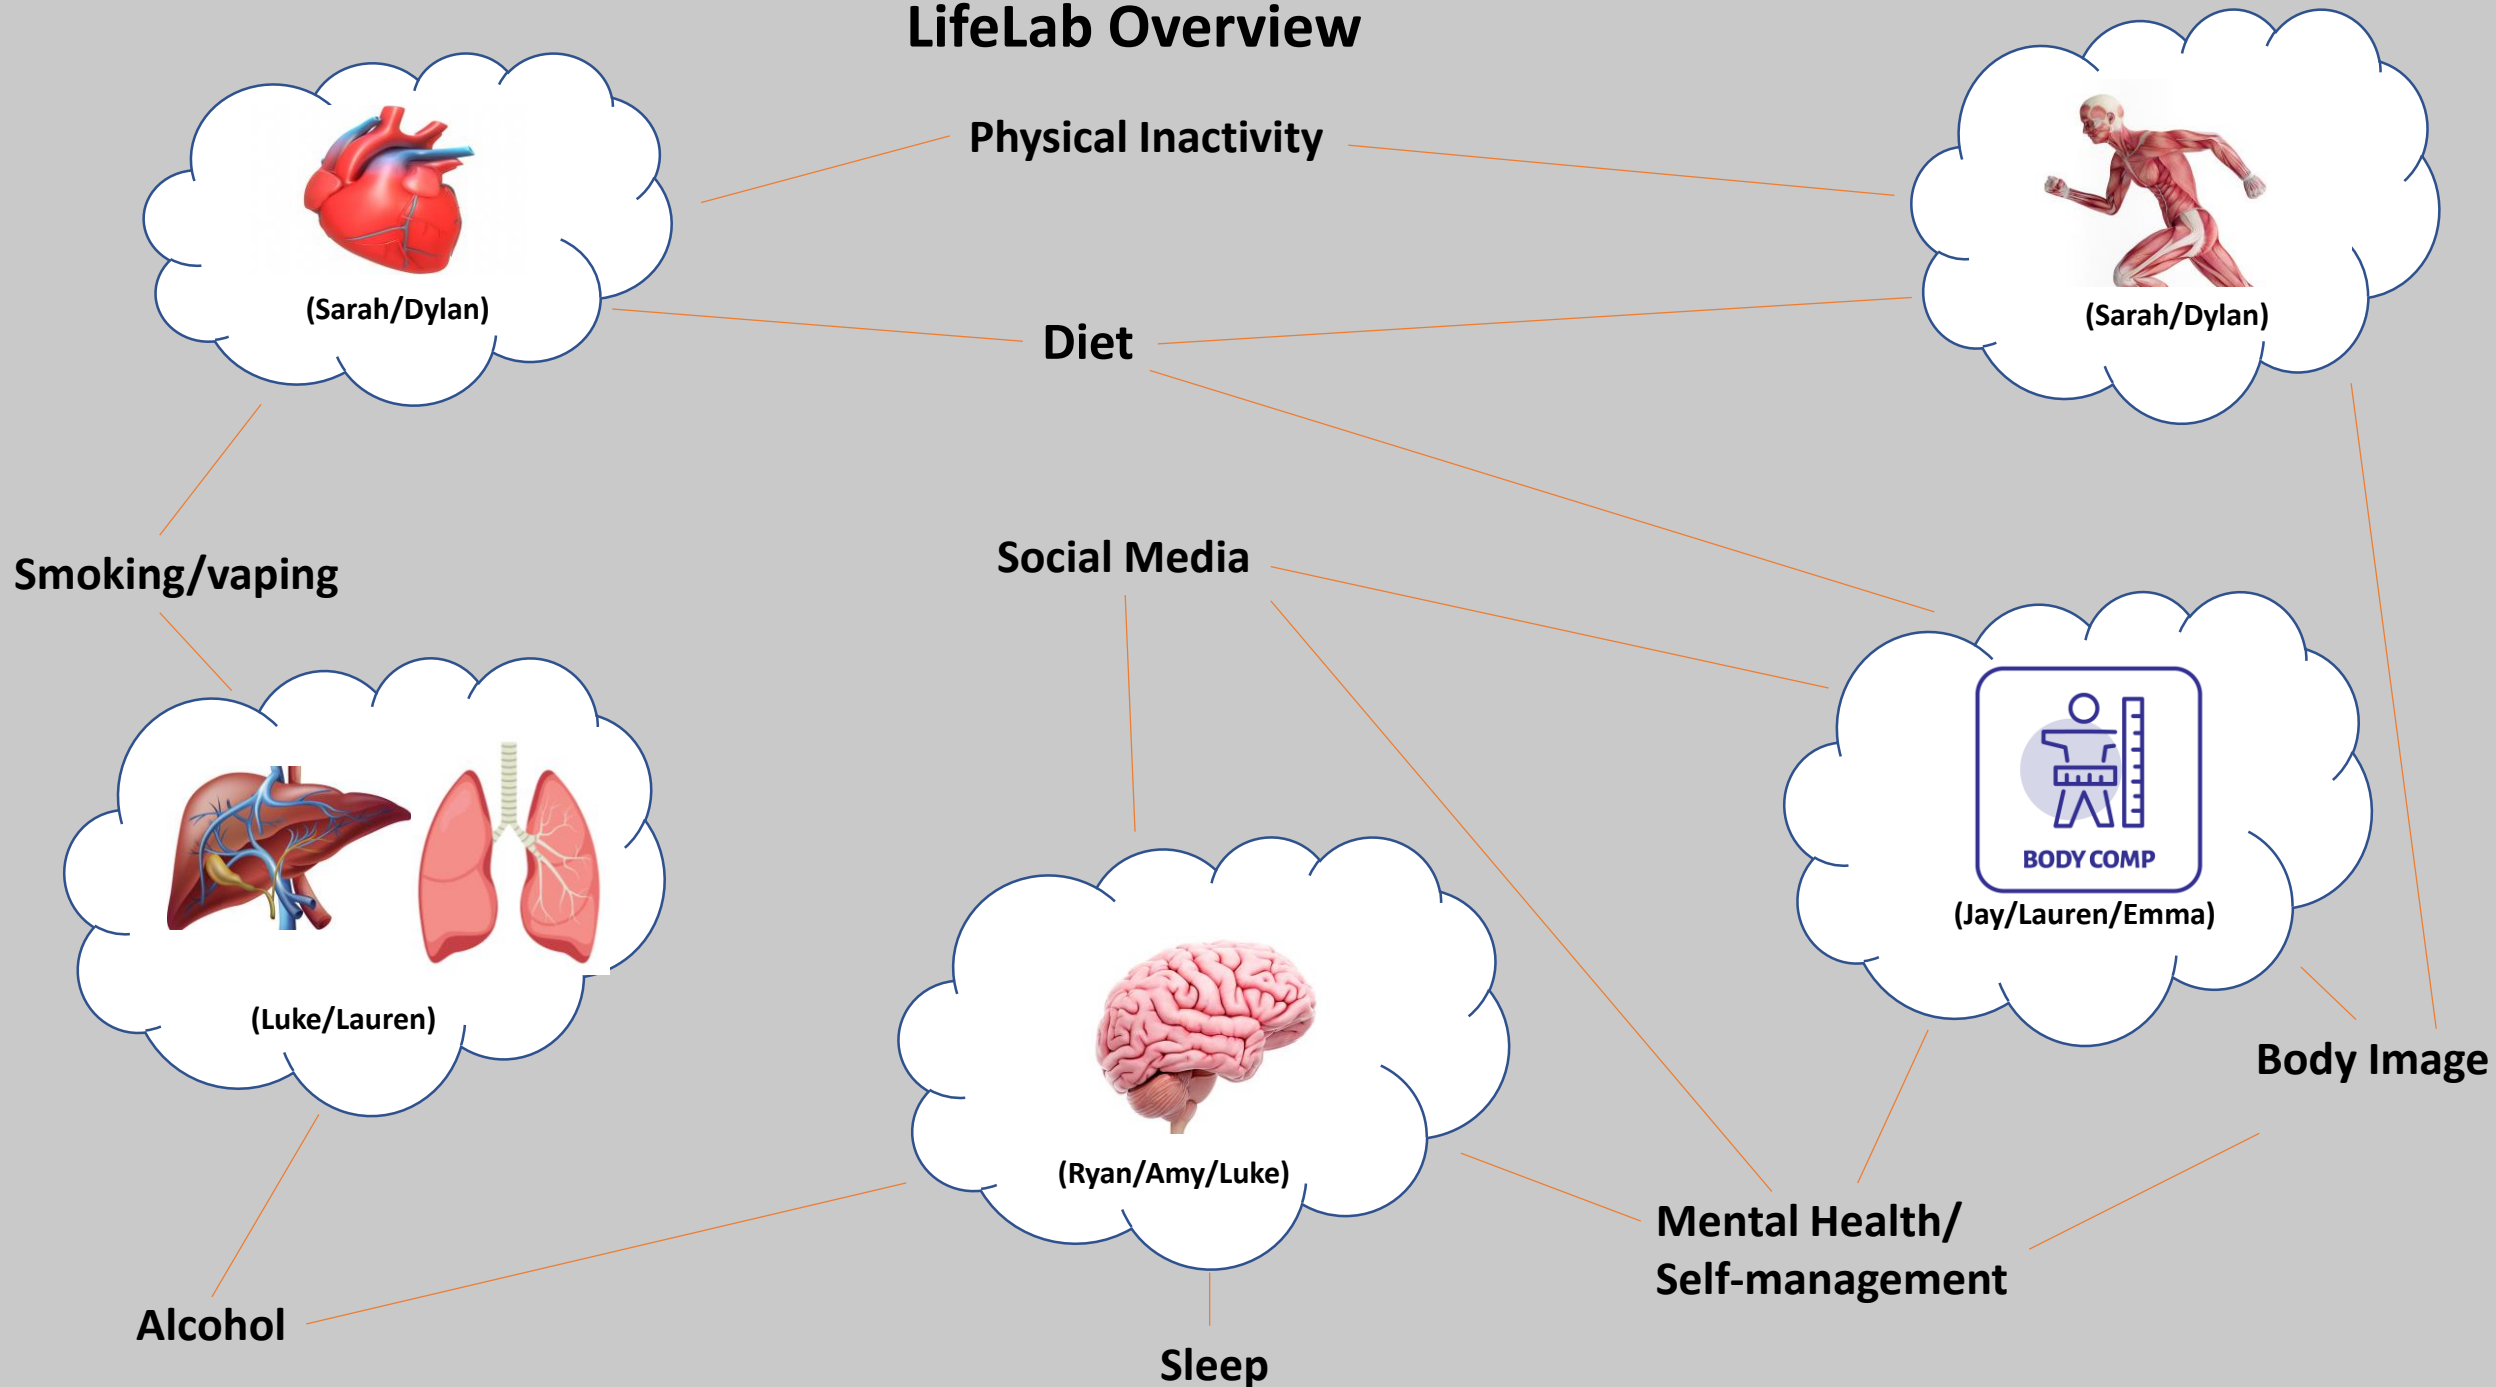 LifeLab Overview
Physical Inactivity
(Sarah/Dylan)
(Sarah/Dylan)
Diet
Social Media
Smoking/vaping
BODY COMP
(Jay/Lauren/Emma)
(Luke/Lauren)
Body Image
(Ryan/Amy/Luke)
Mental Health/
Self-management
Alcohol
Sleep